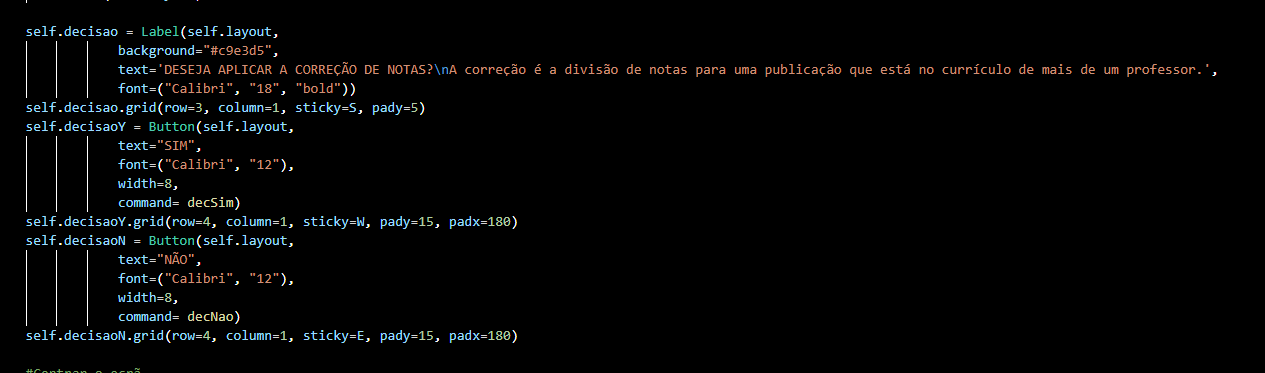 self.decisao = Label(self.layout,
background="#c9e3d5",
text='DESEJA APLICAR A CORREÇÃO DE NOTAS?\nA correção é a divisão de notas para uma publicação que está no currículo de mais de um professor.',
font=("Calibri", "18", "bold"))
self.decisao.grid(row=3, column=1, sticky=S, pady=5)
self.decisaoY = Button(self.layout,
text="SIM",
font=("Calibri", "12"),
width=8,
command= decSim)
self.decisaoY.grid(row=4, column=1, sticky=W, pady=15, padx=180)
self.decisaoN = Button(self.layout,
text="NÃO",
font=("Calibri", "12"),
width=8,
command= decNao)
self.decisaoN.grid(row=4, column=1, sticky=E, pady=15, padx=180)